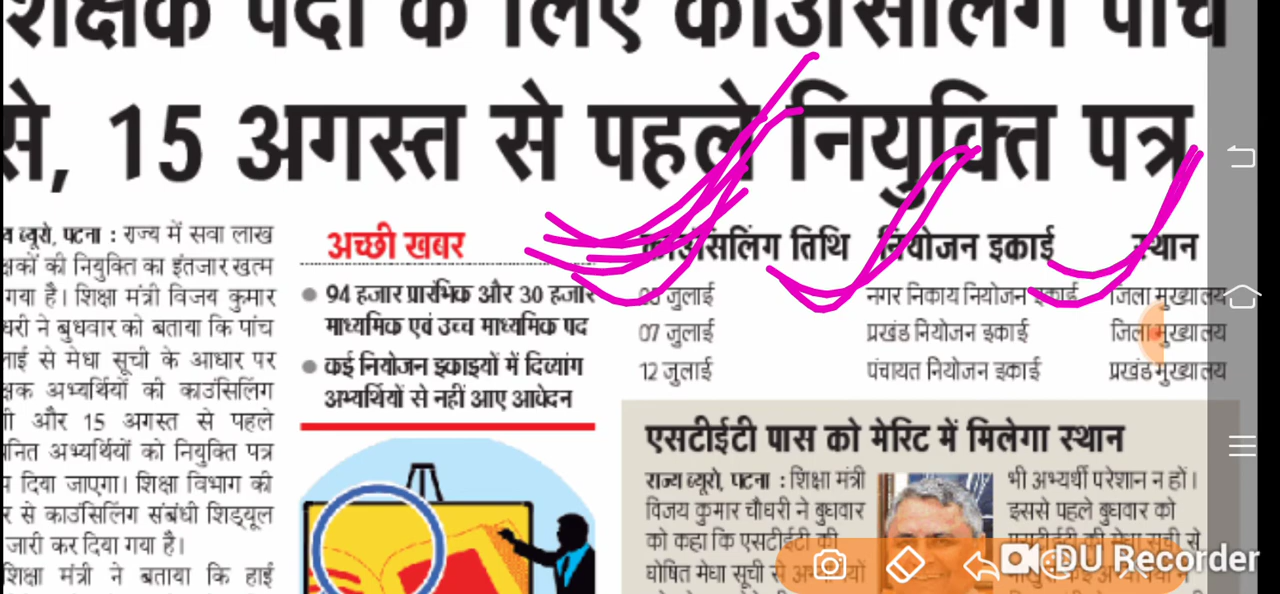 शिक्षक पदों के लिए काउंसिलिंग पांच
से, 15 अगस्त से पहले नियुक्ति पत्र
ब्यूरो, पटना : राज्य में सवा लाख
की नियुक्ति का इंतजार खत्म
गया है। शिक्षा मंत्री विजय कुमार
ने बुधवार को बताया कि पांच
से मेधा सूची के आधार पर
अभ्यर्थियों की काउंसिलिंग
और 15 अगस्त से पहले
अभ्यर्थियों को नियुक्ति पत्र
दिया जाएगा। शिक्षा विभाग की
से काउंसिलिंग संबंधी शिड्यूल
जारी कर दिया गया है।
शिक्षा मंत्री ने बताया कि हाई
अच्छी खबर
94 हजार प्रारंभिक और 30 हजार
माध्यमिक एवं उच्च माध्यमिक पद
कई नियोजन इकाइयों में दिव्यांग
अभ्यर्थियों से नहीं आए आवेदन
काउंसिलिंग तिथि नियोजन इकाई स्थान
जुलाई नगर निकाय नियोजन इकाई जिला मुख्यालय
07 जुलाई प्रखंड नियोजन इकाई जिला मुख्यालय
12 जुलाई पंचायत नियोजन इकाई प्रखंड मुख्यालय
एसटीईटी पास को मेरिट में मिलेगा स्थान
राज्य ब्यूरो, पटना : शिक्षा मंत्री
विजय कुमार चौधरी ने बुधवार
को कहा कि एसटीईटी की
घोषित मेधा सूची से
भी अभ्यर्थी परेशान न हों।
इससे पहले बुधवार को
DU Recorder